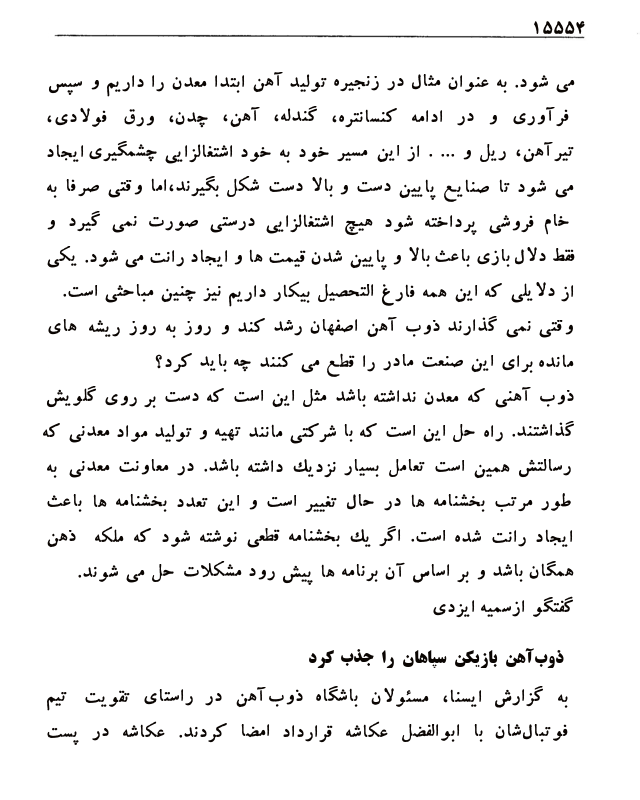 ۱۵۵۵۴
می شود. به عنوان مثال در زنجیره تولید آهن ابتدا معدن را داریم و سپس
فرآوری و در ادامه کنسانتره، گندله، آهن، چدن، ورق فولادی،
تیرآهن، ریل و ... . از این مسیر خود به خود اشتغالزایی چشمگیری ایجاد
می شود تا صنایع پایین دست و بالا دست شکل بگیرند،اما وقتی صرفا به
خام فروشی پرداخته شود هیچ اشتغالزایی درستی صورت نمی گیرد و
فقط دلال بازی باعث بالا و پایین شدن قیمت ها و ایجاد رانت می شود. یکی
از دلایلی که این همه فارغ التحصیل بیکار داریم نیز چنین مباحثی است.
وقتی نمی گذارند ذوب آهن اصفهان رشد کند و روز به روز ریشه های
مانده برای این صنعت مادر را قطع می کنند چه باید کرد؟
ذوب آهنی که معدن نداشته باشد مثل این است که دست بر روی گلویش
گذاشتند. راه حل این است که با شرکتی مانند تهیه و تولید مواد معدنی که
رسالتش همین است تعامل بسیار نزدیك داشته باشد. در معاونت معدنی به
طور مرتب بخشنامه ها در حال تغییر است و این تعدد بخشنامه ها باعث
ایجاد رانت شده است. اگر یك بخشنامه قطعی نوشته شود که ملکه ذهن
همگان باشد و بر اساس آن برنامه ها پیش رود مشکلات حل می شوند.
گفتگو ازسمیه ایزدی
ذوب‌آهن بازیکن سپاهان را جذب کرد
به گزارش ایسنا، مسئولان باشگاه ذوب‌آهن در راستای تقویت تیم
فوتبال‌شان با ابوالفضل عکاشه قرارداد امضا کردند. عکاشه در پست